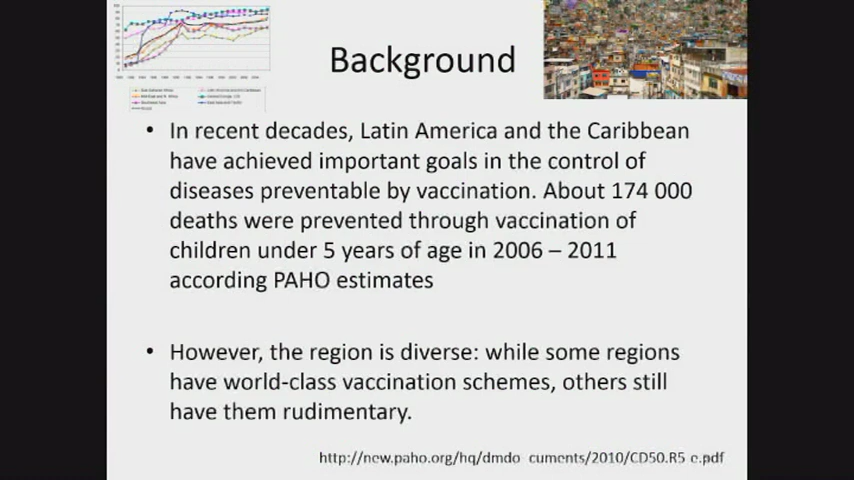 Background
• In recent decades, Latin America and the Caribbean
have achieved important goals in the control of
diseases preventable by vaccination. About 174 000
deaths were prevented through vaccination of
children under 5 years of age in 2006 – 2011
according PAHO estimates
• However, the region is diverse: while some regions
have world-class vaccination schemes, others still
have them rudimentary.
http://new.paho.org/hq/dmdo cuments/2010/CD50.R5 e.pdf